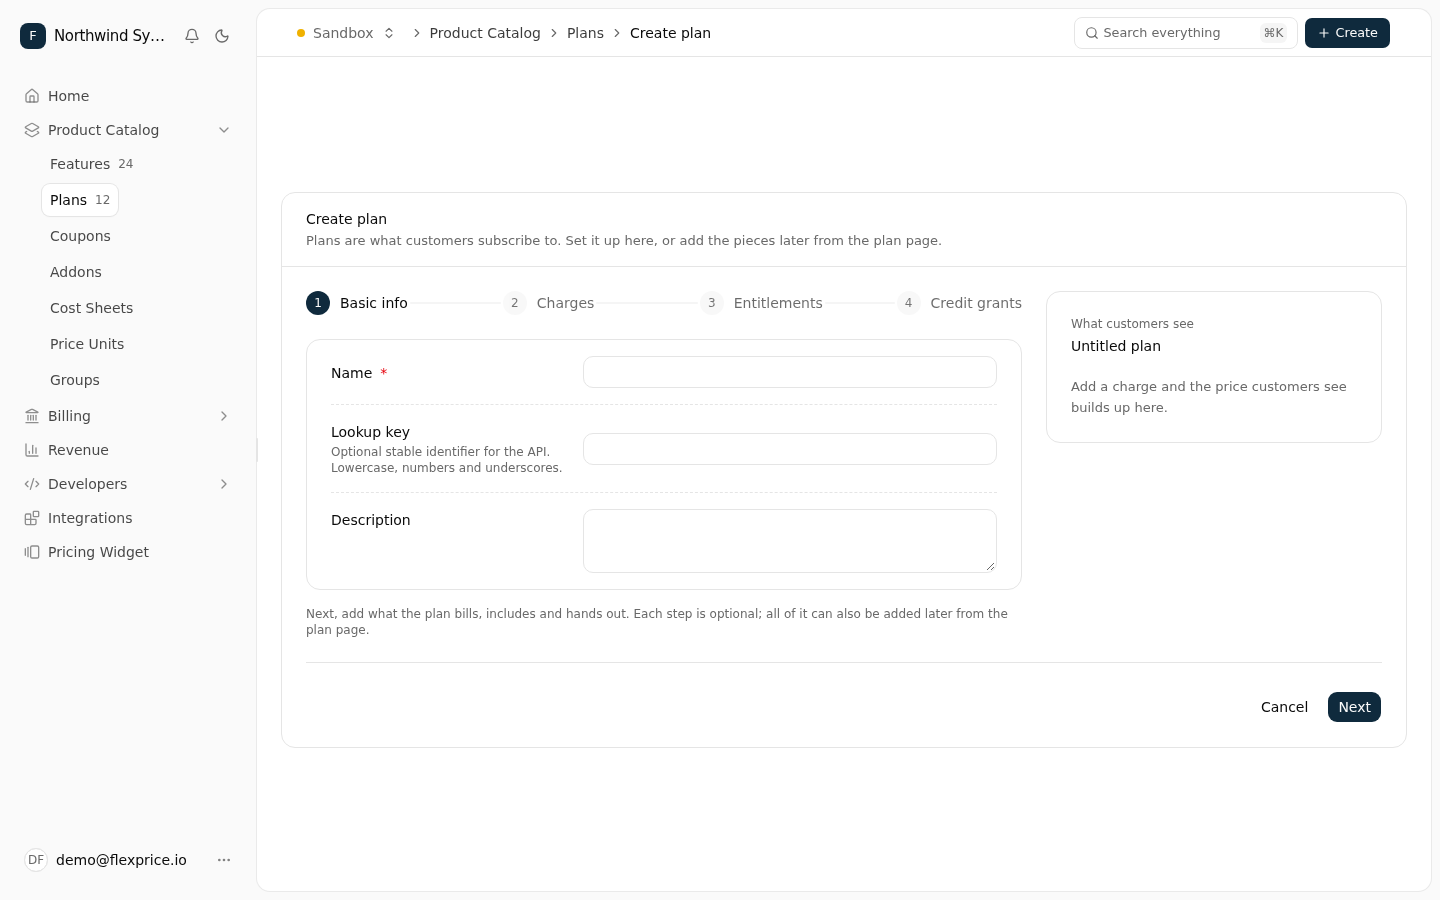 F Northwind Sy...
Home
Product Catalog
Features 24
Plans 12
Coupons
Addons
Cost Sheets
Price Units
Groups
Billing
Revenue
Developers
Integrations
Pricing Widget
DF demo@flexprice.io
Sandbox Product Catalog Plans Create plan
Search everything ⌘K
Create
Create plan
Plans are what customers subscribe to. Set it up here, or add the pieces later from the plan page.
1 Basic info 2 Charges 3 Entitlements 4 Credit grants
Name *
Lookup key
Optional stable identifier for the API.
Lowercase, numbers and underscores.
Description
Next, add what the plan bills, includes and hands out. Each step is optional; all of it can also be added later from the
plan page.
What customers see
Untitled plan
Add a charge and the price customers see
builds up here.
Cancel Next